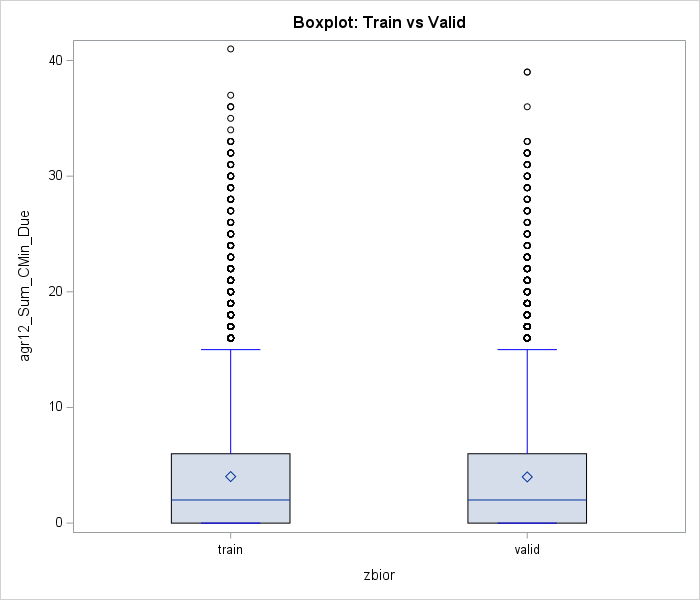 Boxplot: Train vs Valid
40
30
20
10
0
agr12_Sum_CMin_Due
train
valid
zbior